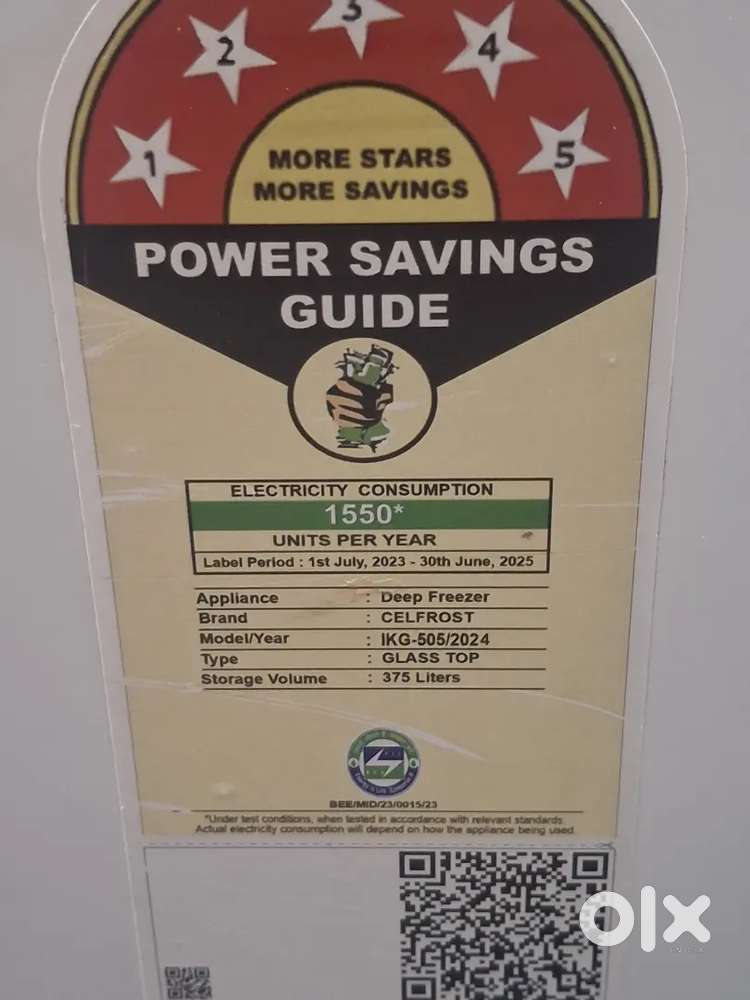 1 2 3 4 5
MORE STARS
MORE SAVINGS
POWER SAVINGS
GUIDE
ELECTRICITY CONSUMPTION
1550*
UNITS PER YEAR
Label Period : 1st July, 2023 - 30th June, 2025
Appliance : Deep Freezer
Brand : CELFROST
Model/Year : IKG-505/2024
Type : GLASS TOP
Storage Volume : 375 Liters
BEE/MID/23/0015/23
*Under test conditions, when tested in accordance with relevant standards.
Actual electricity consumption will depend on how the appliance being used.
olx